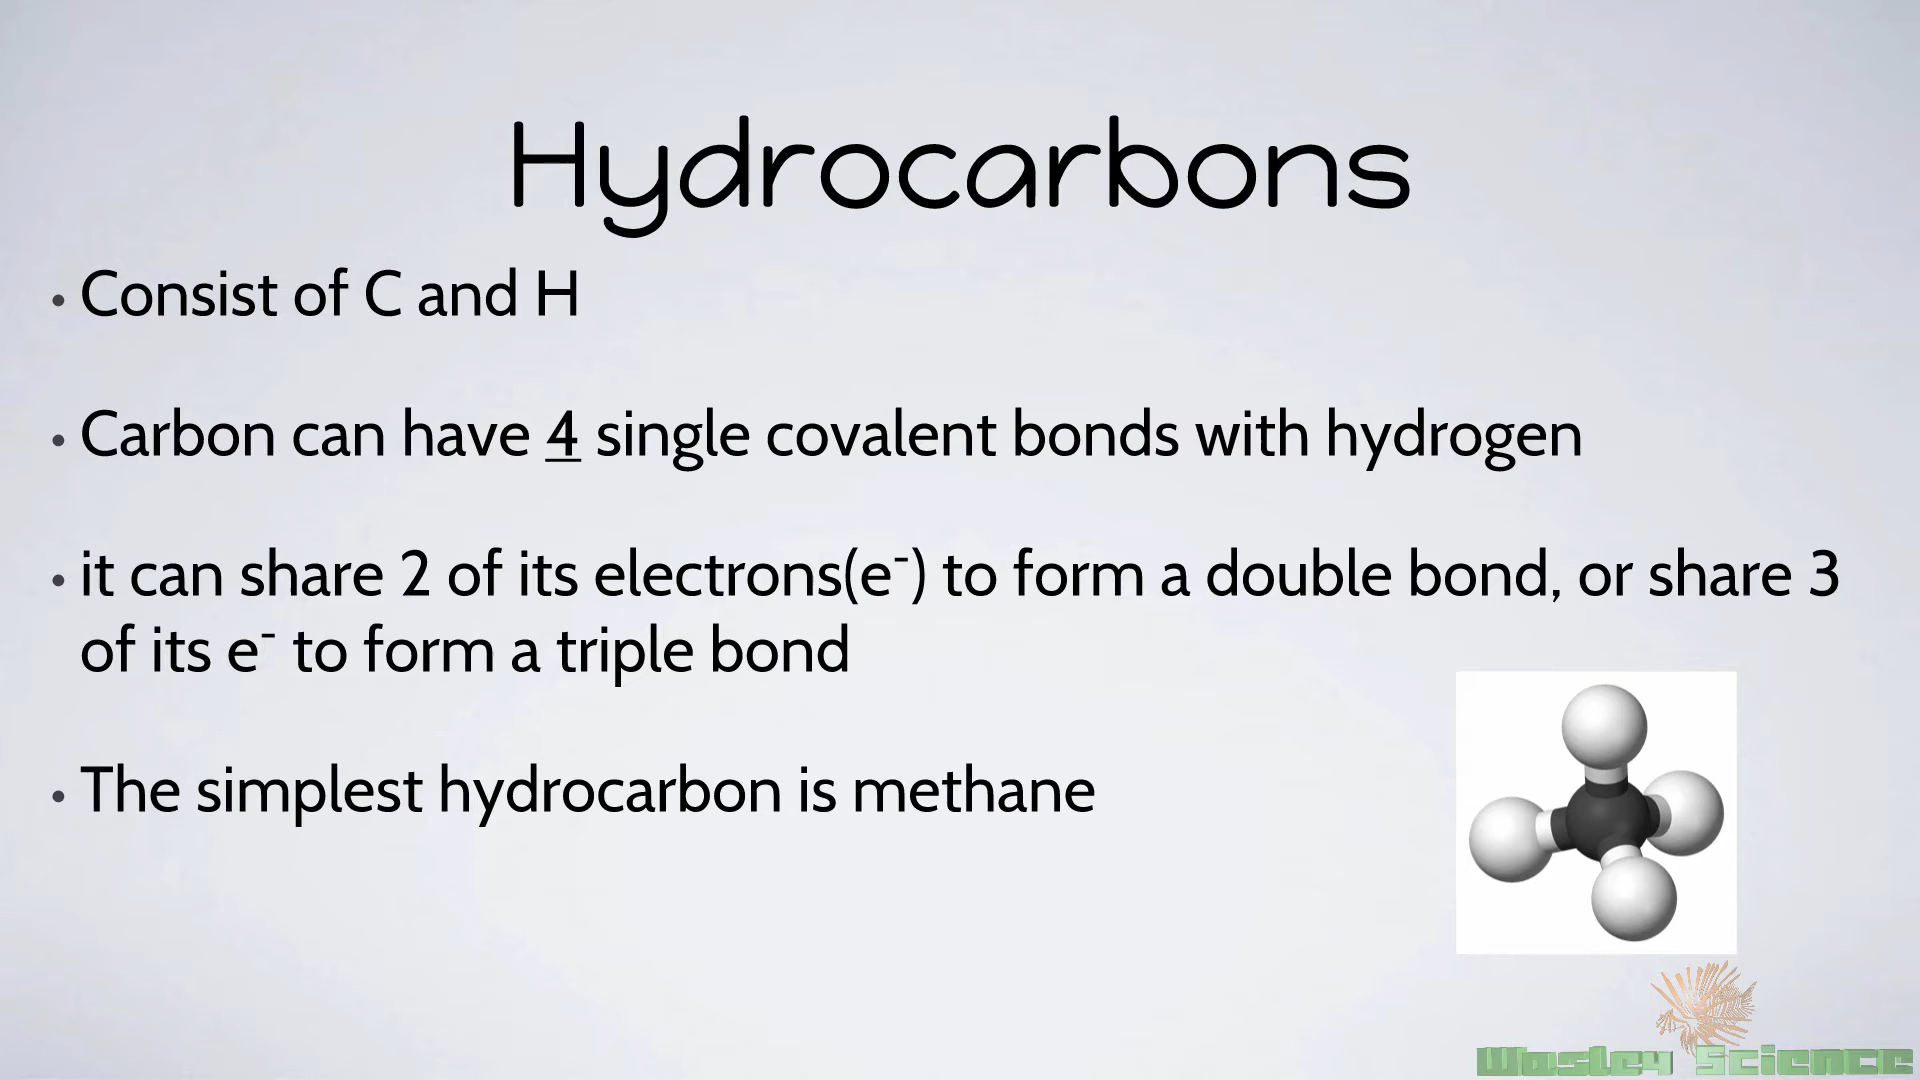 Hydrocarbons
• Consist of C and H
• Carbon can have 4 single covalent bonds with hydrogen
• it can share 2 of its electrons(e⁻) to form a double bond, or share 3
of its e⁻ to form a triple bond
• The simplest hydrocarbon is methane
Wasley Science